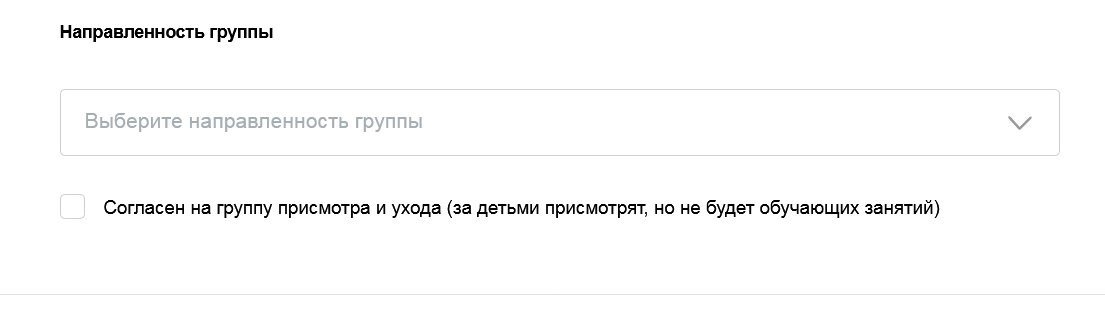 Направленность группы
Выберите направленность группы
Согласен на группу присмотра и ухода (за детьми присмотрят, но не будет обучающих занятий)